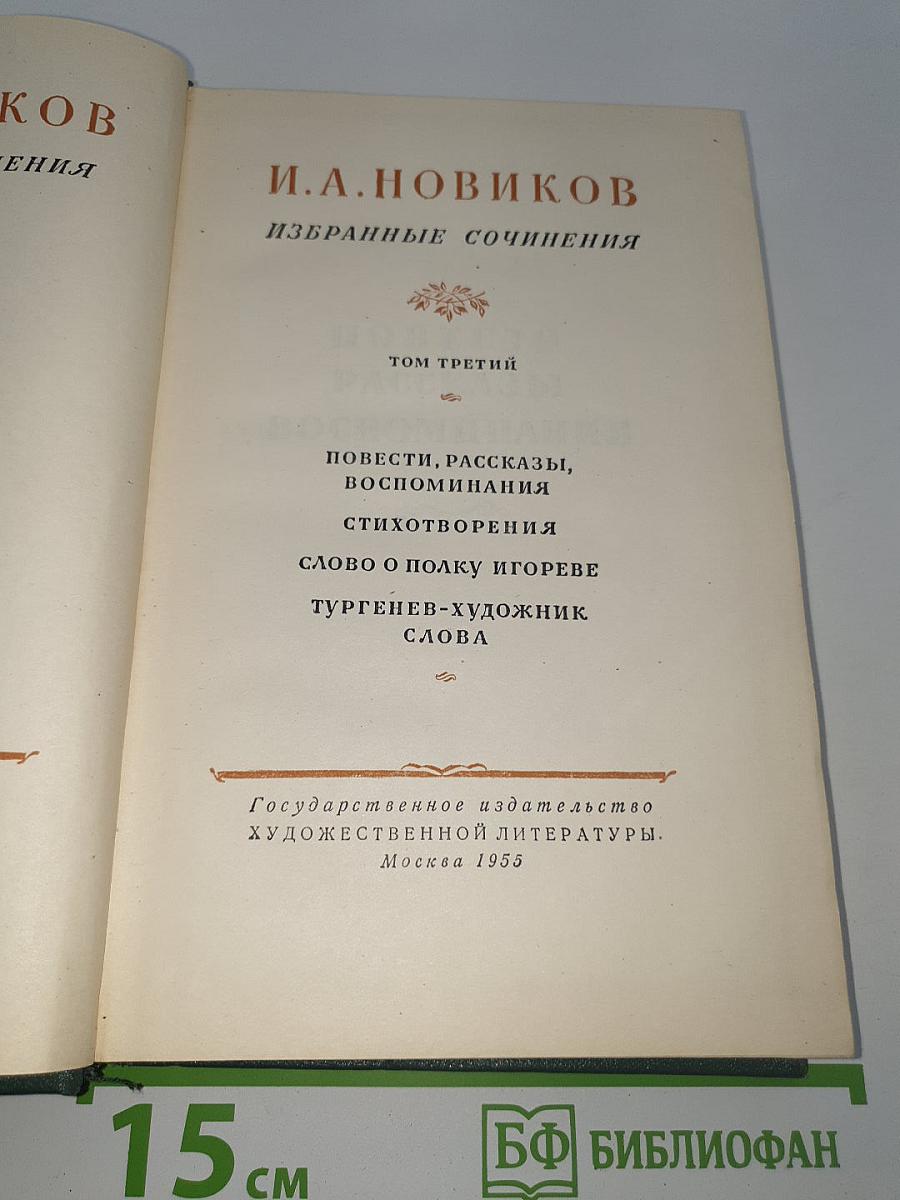 КОВ
ЕНИЯ
И. А. НОВИКОВ
ИЗБРАННЫЕ СОЧИНЕНИЯ
ТОМ ТРЕТИЙ
ПОВЕСТИ, РАССКАЗЫ,
ВОСПОМИНАНИЯ
СТИХОТВОРЕНИЯ
СЛОВО О ПОЛКУ ИГОРЕВЕ
ТУРГЕНЕВ-ХУДОЖНИК
СЛОВА
Государственное издательство
ХУДОЖЕСТВЕННОЙ ЛИТЕРАТУРЫ.
Москва 1955
15 см
БФ БИБЛИОФАН